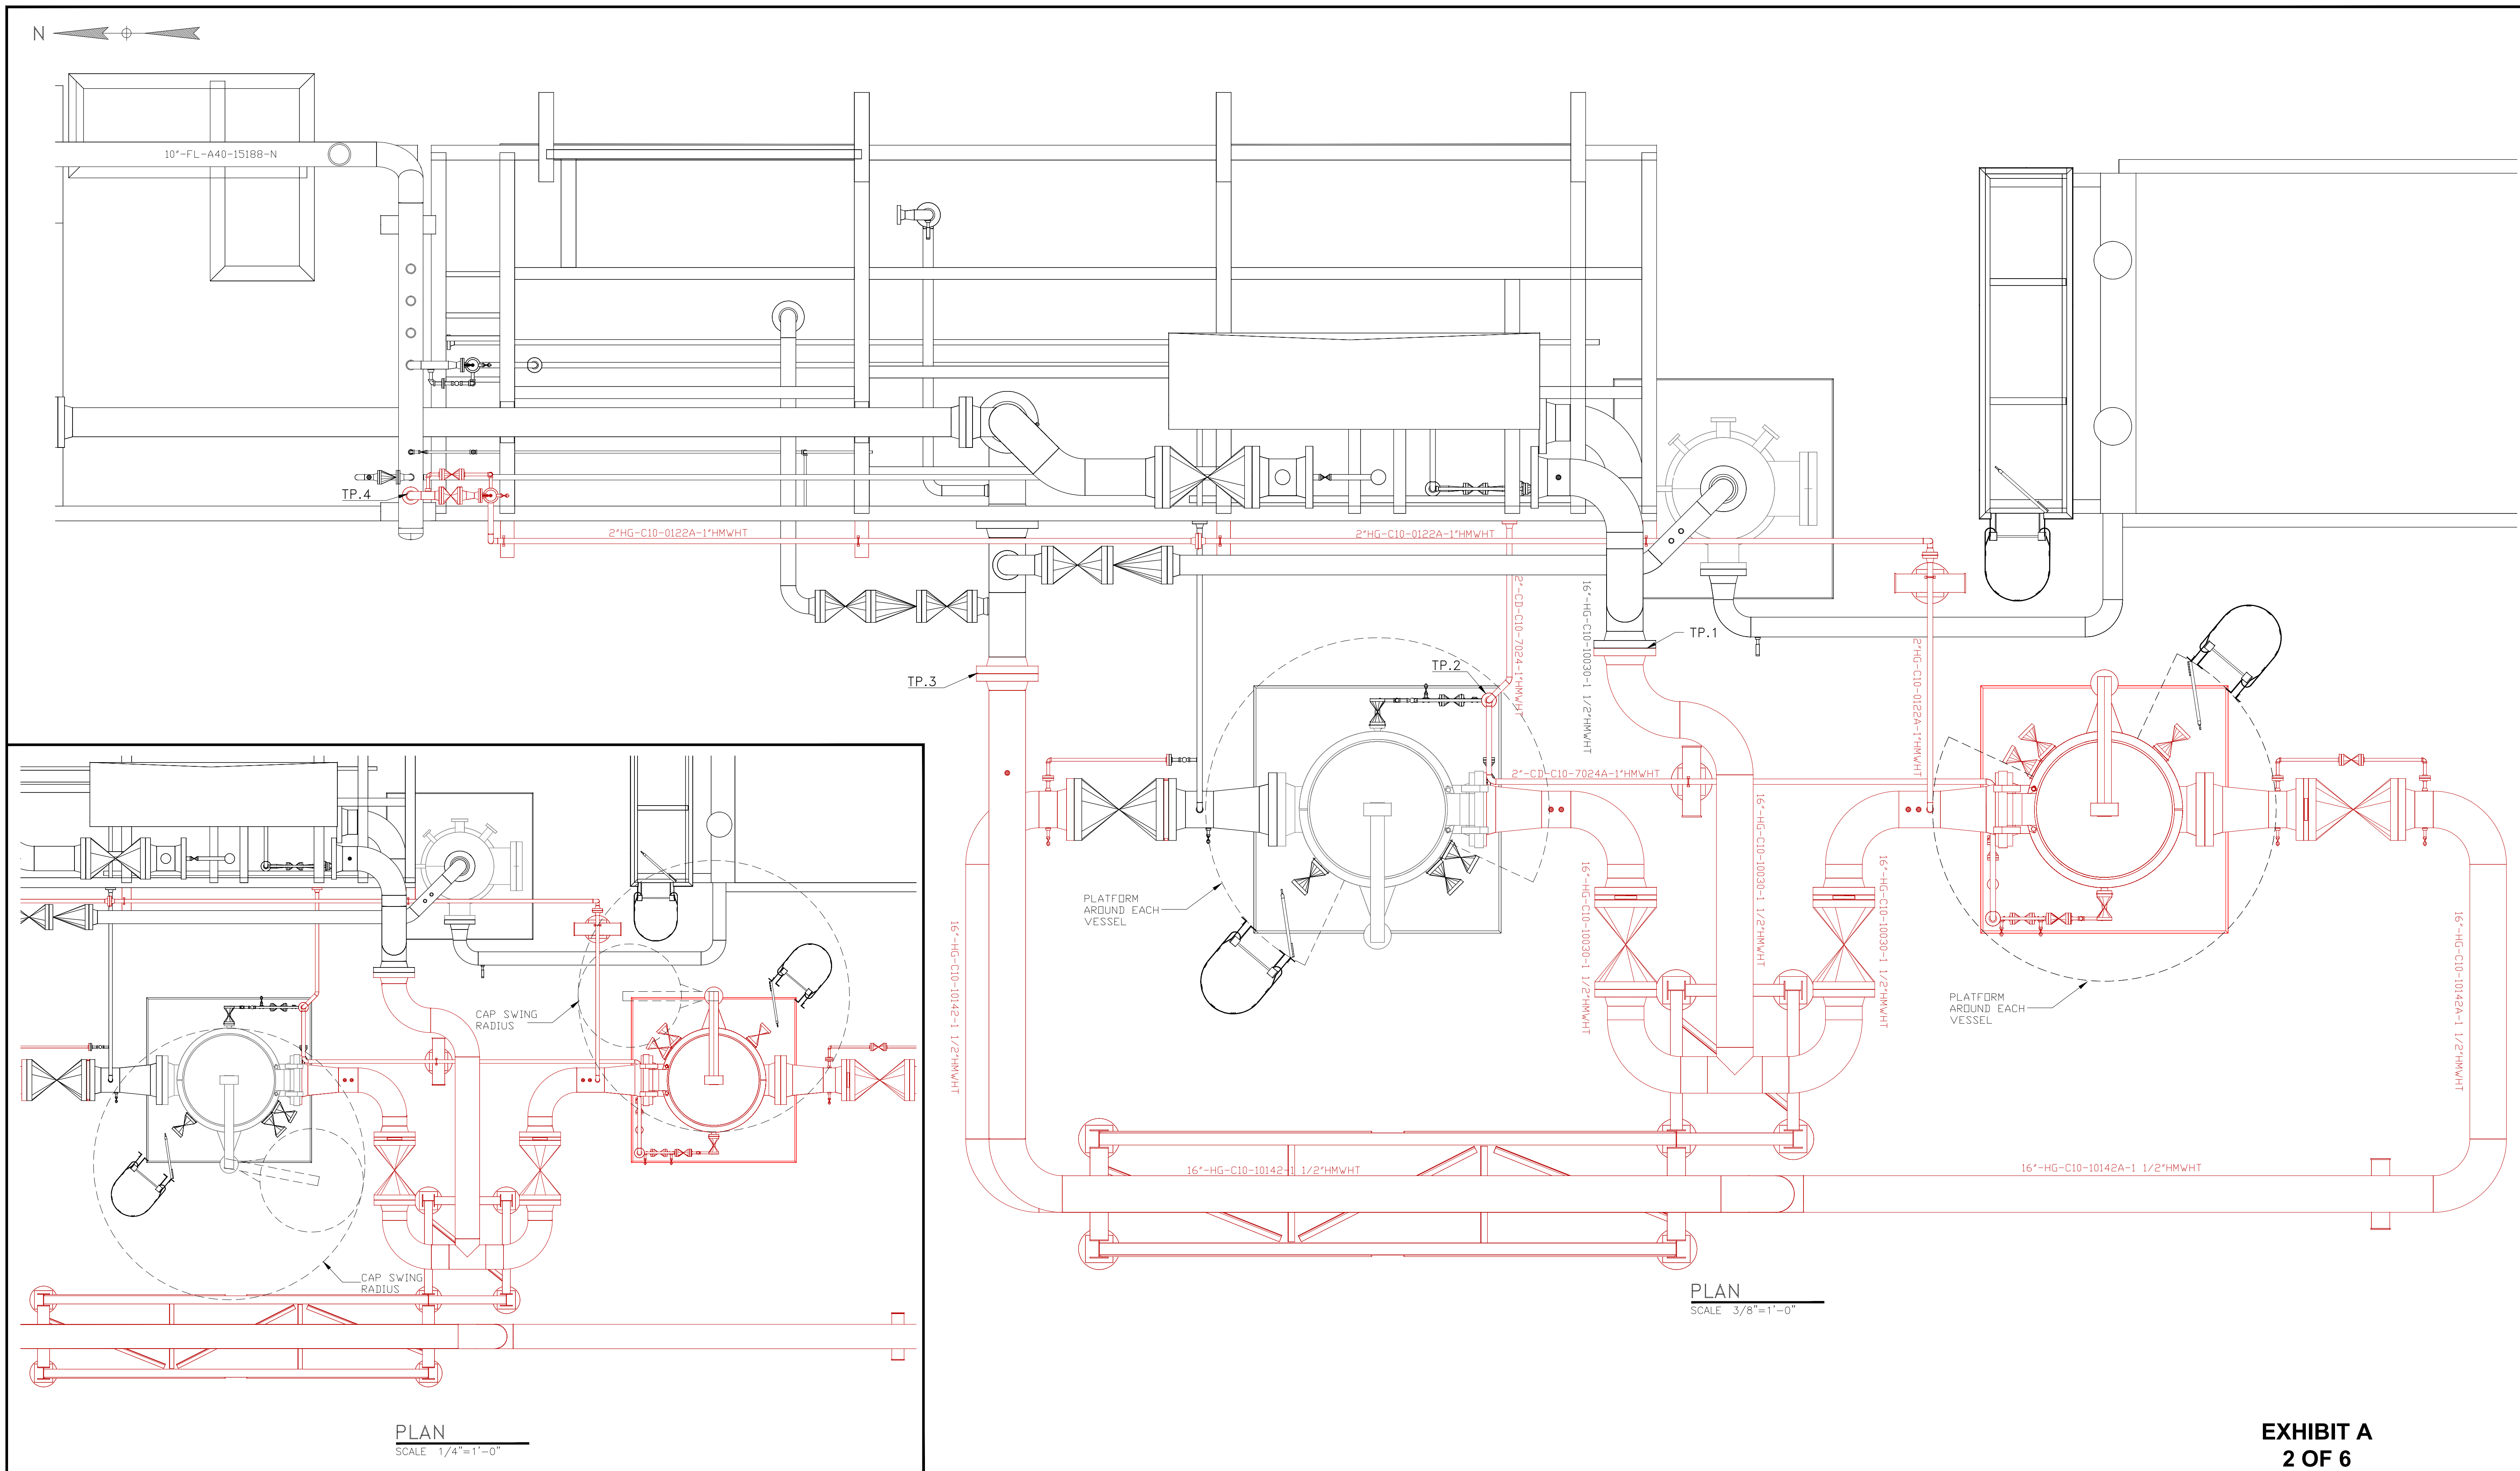 N
10"-FL-A40-15188-N
TP.4
2"HG-C10-0122A-1"HMWHT
2"HG-C10-0122A-1"HMWHT
2"-CD-C10-7024-1"HMWHT
16"-HG-C10-10030-1 1/2"HMWHT
TP.1
TP.2
TP.3
2"HG-C10-0122A-1"HMWHT
2"-CD-C10-7024A-1"HMWHT
16"-HG-C10-10030-1 1/2"HMWHT
16"-HG-C10-10030-1 1/2"HMWHT
16"-HG-C10-10030-1 1/2"HMWHT
PLATFORM
AROUND EACH
VESSEL
PLATFORM
AROUND EACH
VESSEL
16"-HG-C10-10142-1 1/2"HMWHT
16"-HG-C10-10142A-1 1/2"HMWHT
16"-HG-C10-10142-1 1/2"HMWHT
16"-HG-C10-10142A-1 1/2"HMWHT
PLAN
SCALE 3/8"=1'-0"
CAP SWING
RADIUS
CAP SWING
RADIUS
PLAN
SCALE 1/4"=1'-0"
EXHIBIT A
2 OF 6